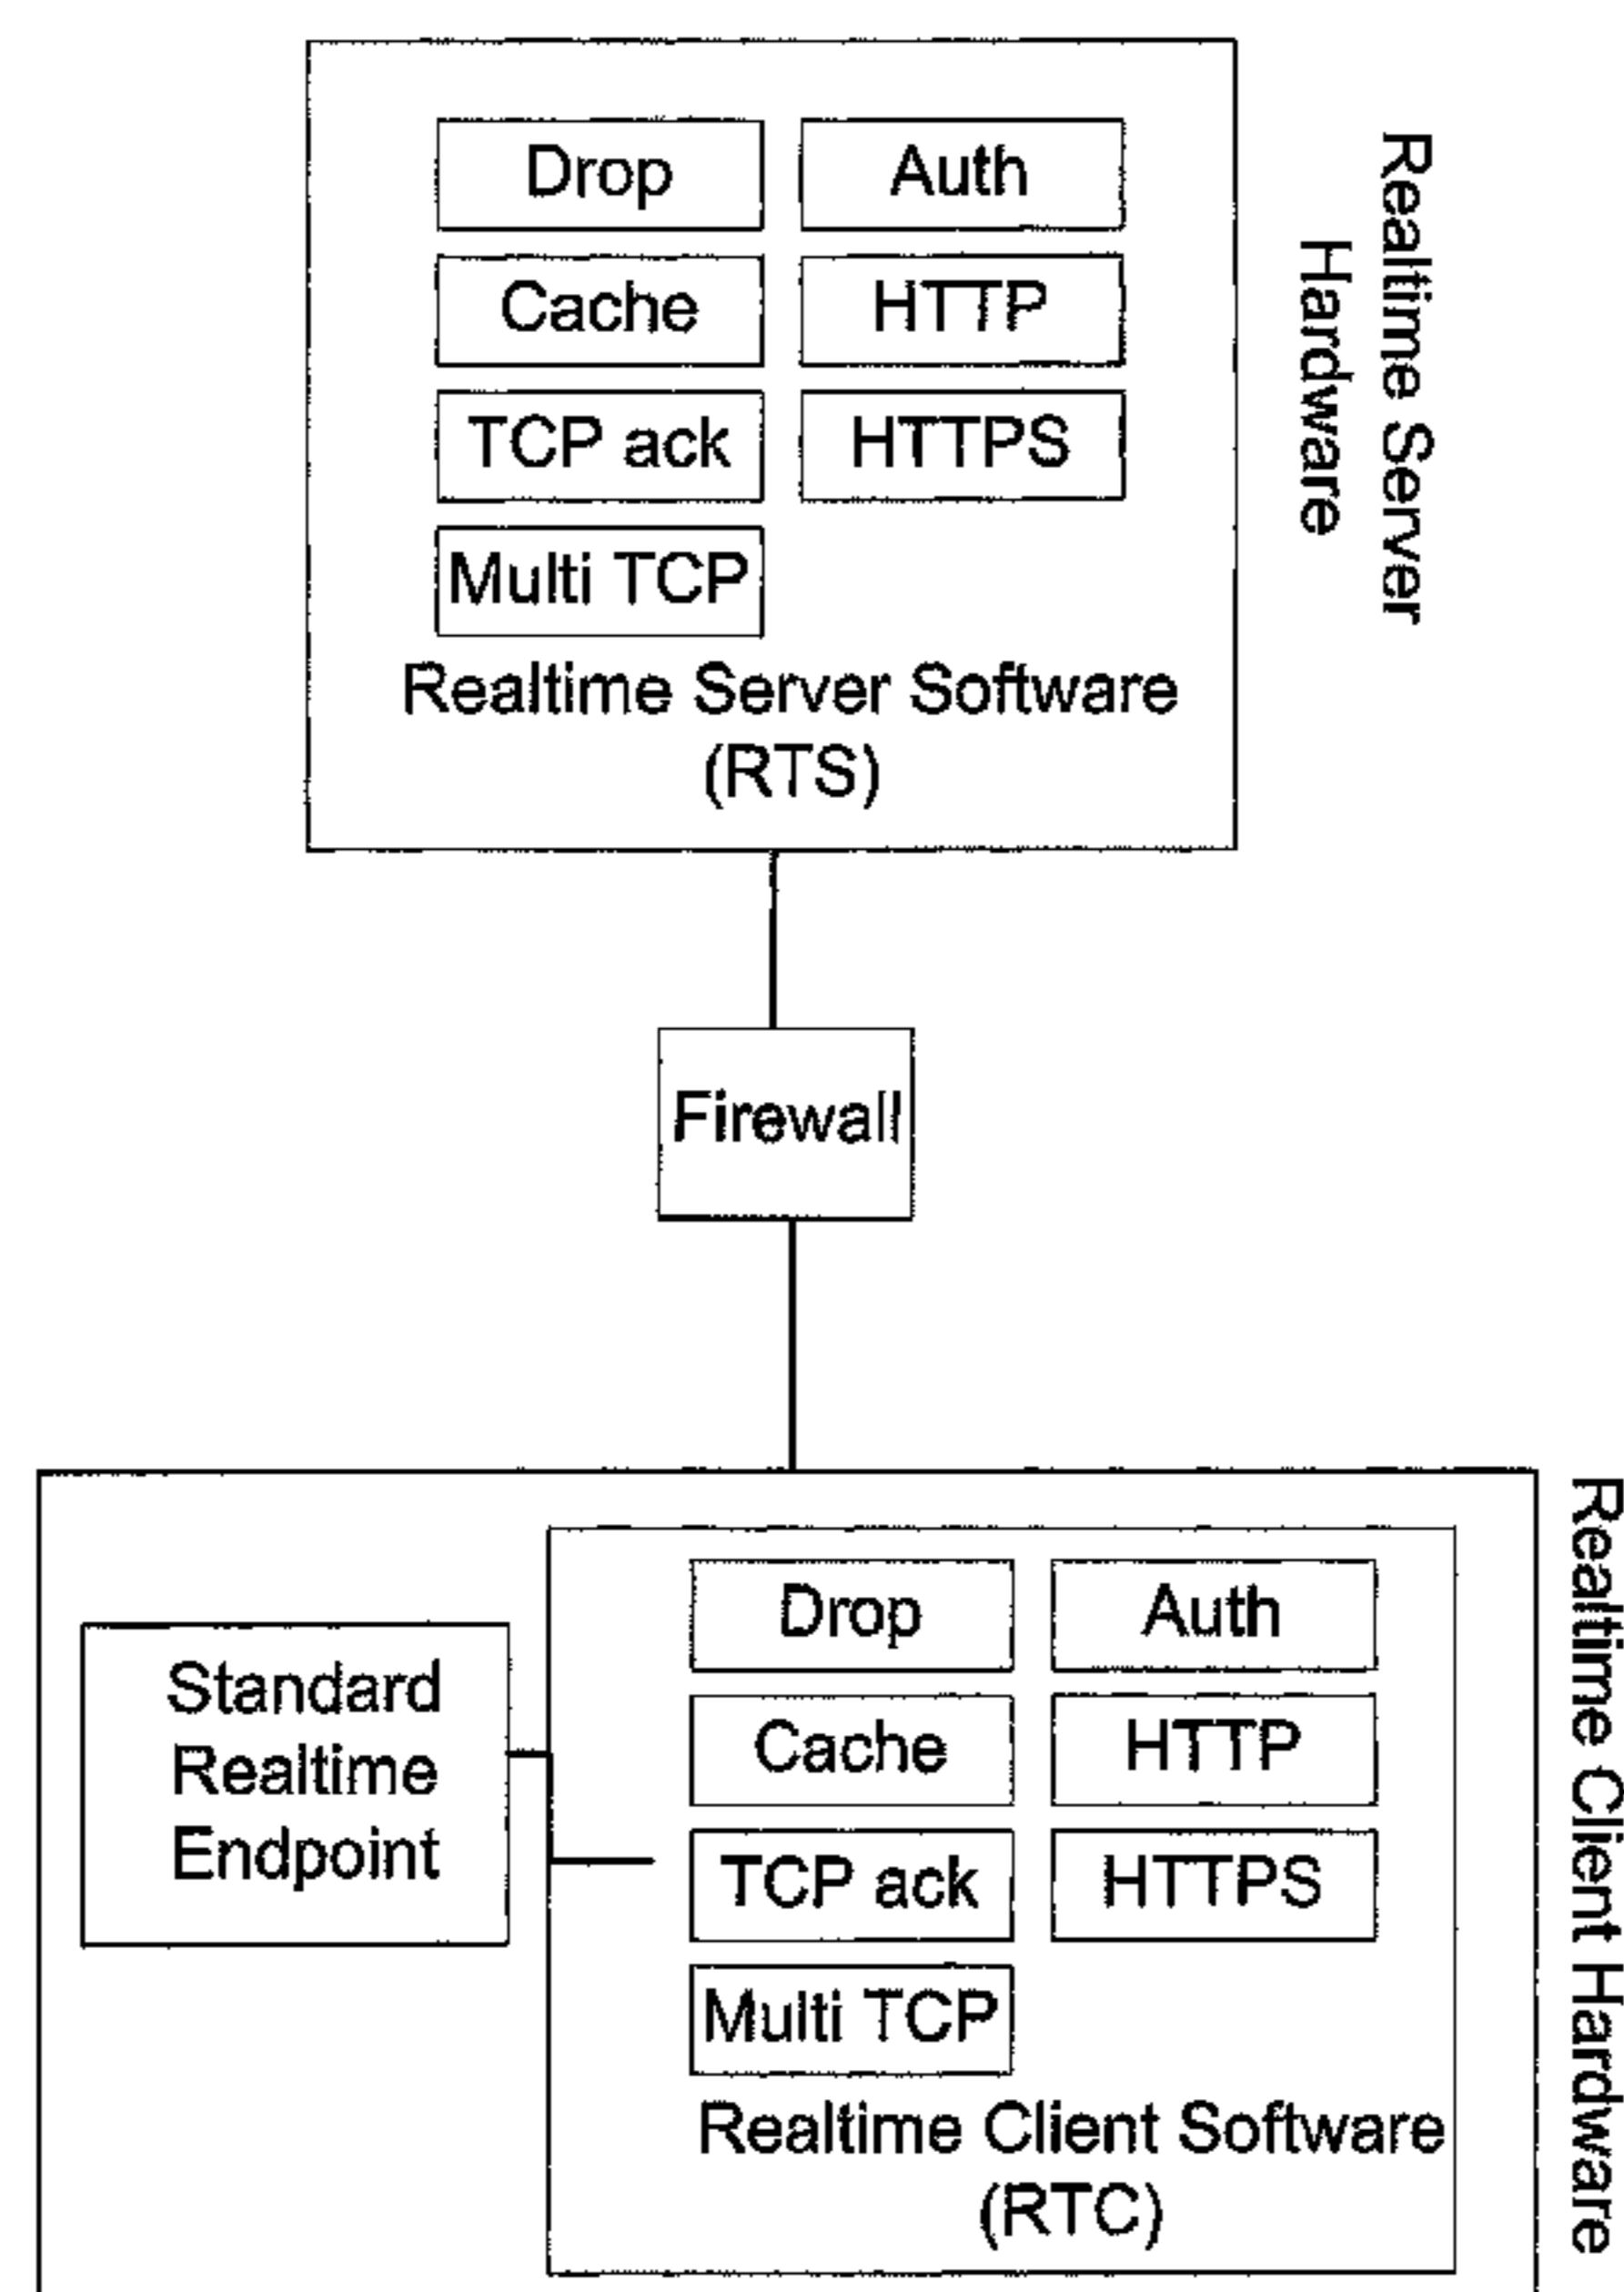 Drop
Auth
Cache
HTTP
TCP ack
HTTPS
Multi TCP
Realtime Server Software
(RTS)
Realtime Server
Hardware
Firewall
Standard
Realtime
Endpoint
Drop
Auth
Cache
HTTP
TCP ack
HTTPS
Multi TCP
Realtime Client Software
(RTC)
Realtime Client Hardware